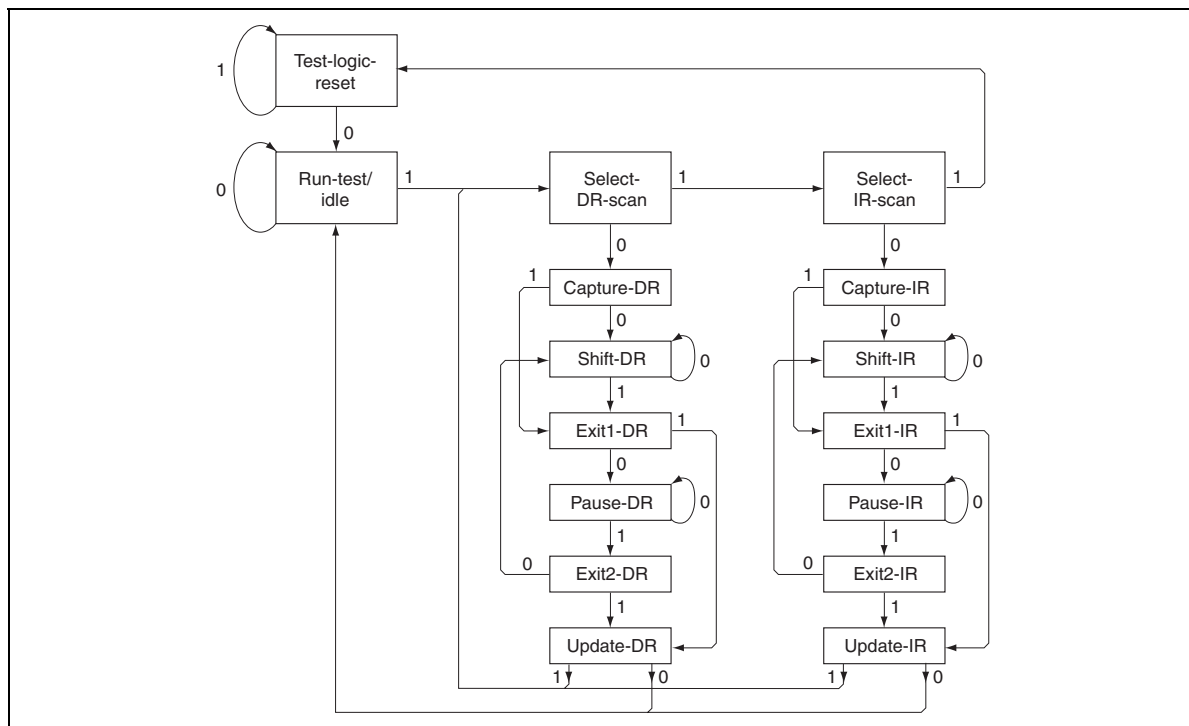 Test-logic-
reset
1
0
Run-test/
idle
0
1
Select-
DR-scan
1
Select-
IR-scan
1
0
0
1
Capture-DR
0
1
Capture-IR
0
Shift-DR
0
Shift-IR
0
1
1
Exit1-DR
1
Exit1-IR
1
0
0
Pause-DR
0
Pause-IR
0
1
1
0
Exit2-DR
0
Exit2-IR
1
1
Update-DR
Update-IR
1
0
1
0